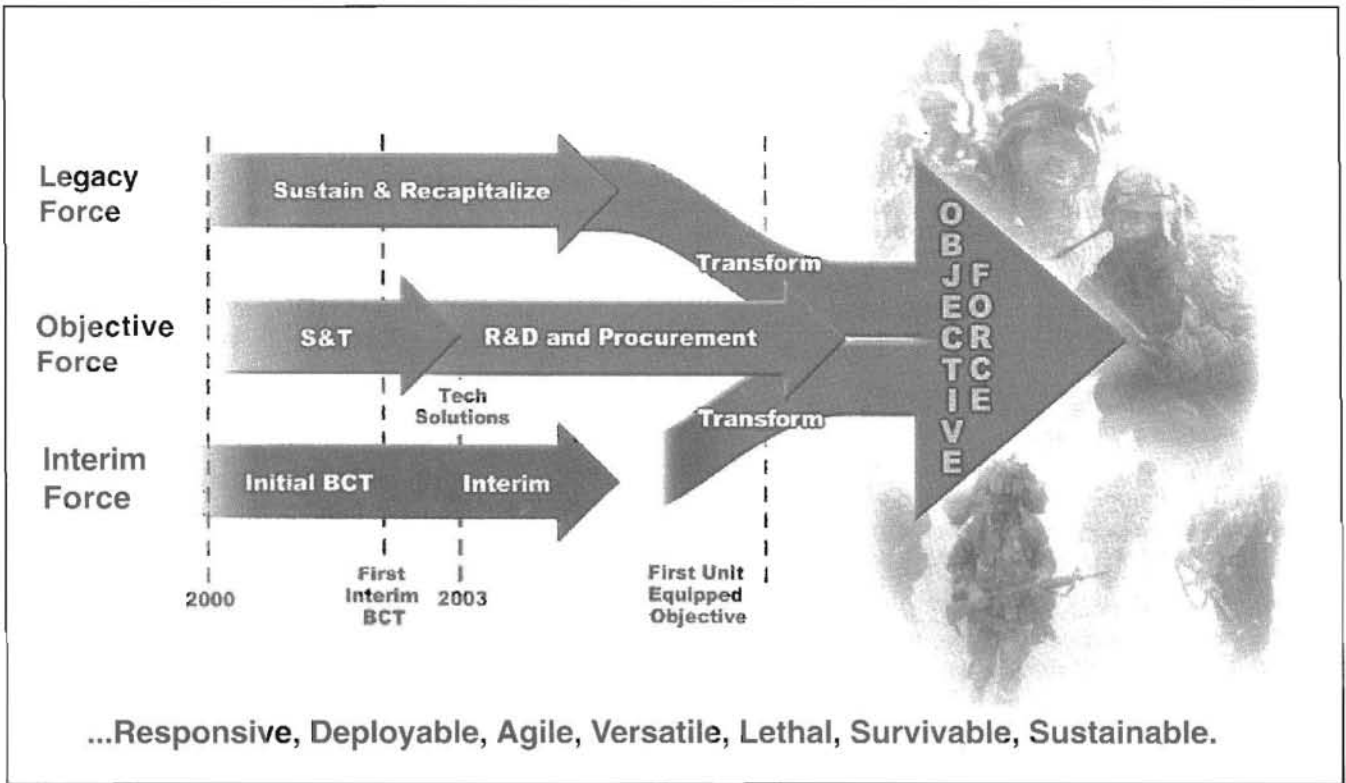 Legacy
Force
Sustain & Recapitalize
Transform
Objective
Force
S&T
R&D and Procurement
Tech
Solutions
Interim
Force
Initial BCT
Interim
Transform
OBJECTIVE
FORCE
2000
First
Interim
BCT
2003
First Unit
Equipped
Objective
...Responsive, Deployable, Agile, Versatile, Lethal, Survivable, Sustainable.